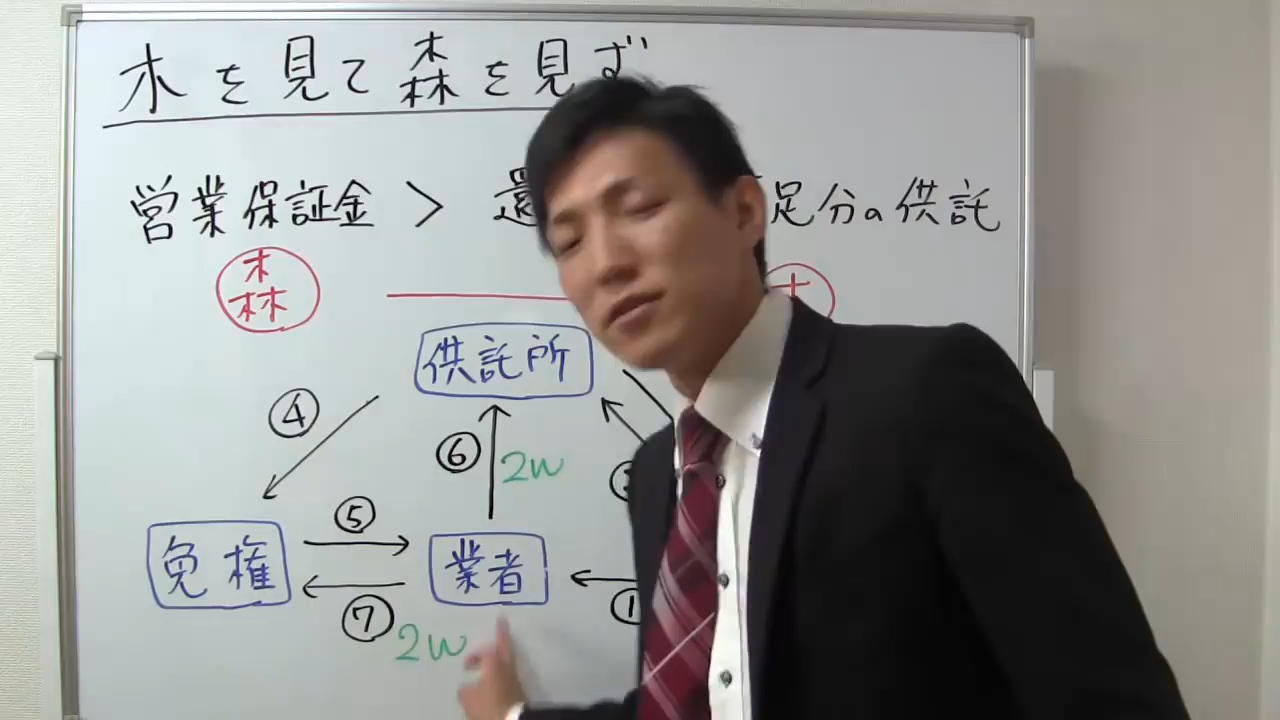 木を見て森を見ず
営業保証金 > 還 足分の供託
森
供託所
④
⑥ 2w
⑤
免権 業者
①
⑦ 2w